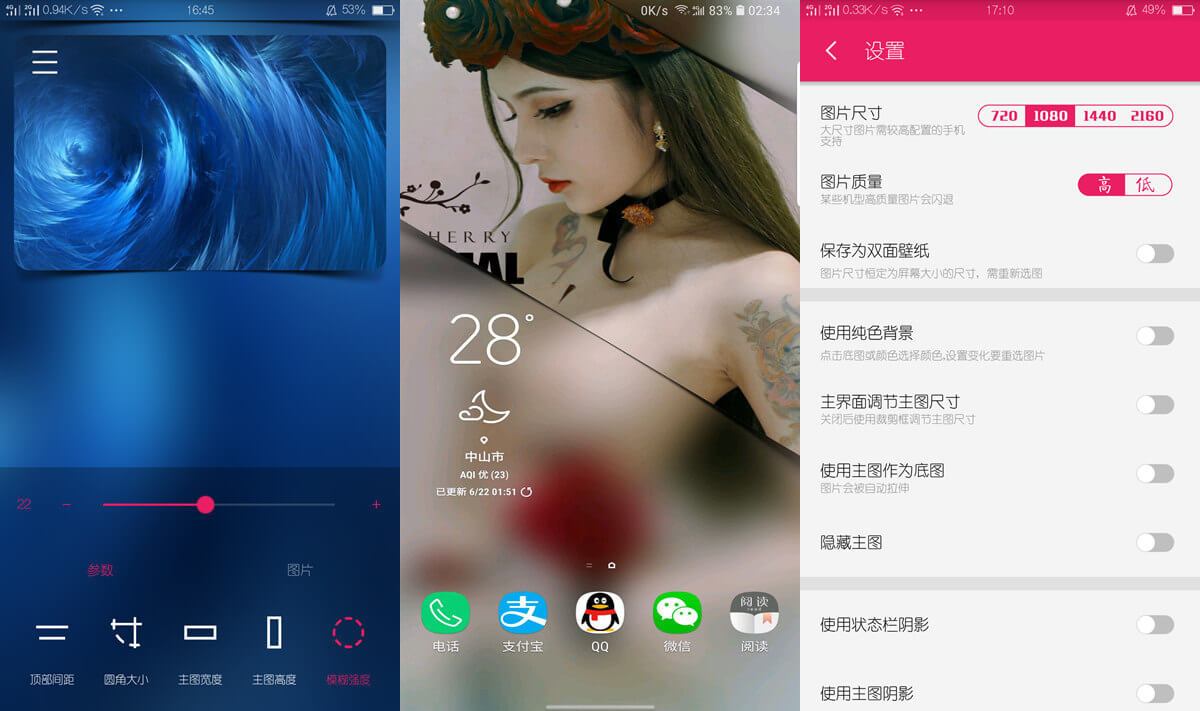 4G 2G 0.94K/s ··· 16:45 53%
22 − +
参数 图片
顶部间距 圆角大小 主图宽度 主图高度 模糊强度
0K/s 4G 83% 02:34
HERRY
28°
中山市
AQI 优 (23)
已更新 6/22 01:51
电话 支付宝 QQ 微信 阅读
阅读
4G 2G 0.33K/s ··· 17:10 49%
设置
图片尺寸
720 1080 1440 2160
大尺寸图片需较高配置的手机
支持
图片质量
高 低
某些机型高质量图片会闪退
保存为双面壁纸
图片尺寸恒定为屏幕大小的尺寸，需重新选图
使用纯色背景
点击底图或颜色选择颜色,设置变化要重选图片
主界面调节主图尺寸
关闭后使用裁剪框调节主图尺寸
使用主图作为底图
图片会被自动拉伸
隐藏主图
使用状态栏阴影
使用主图阴影